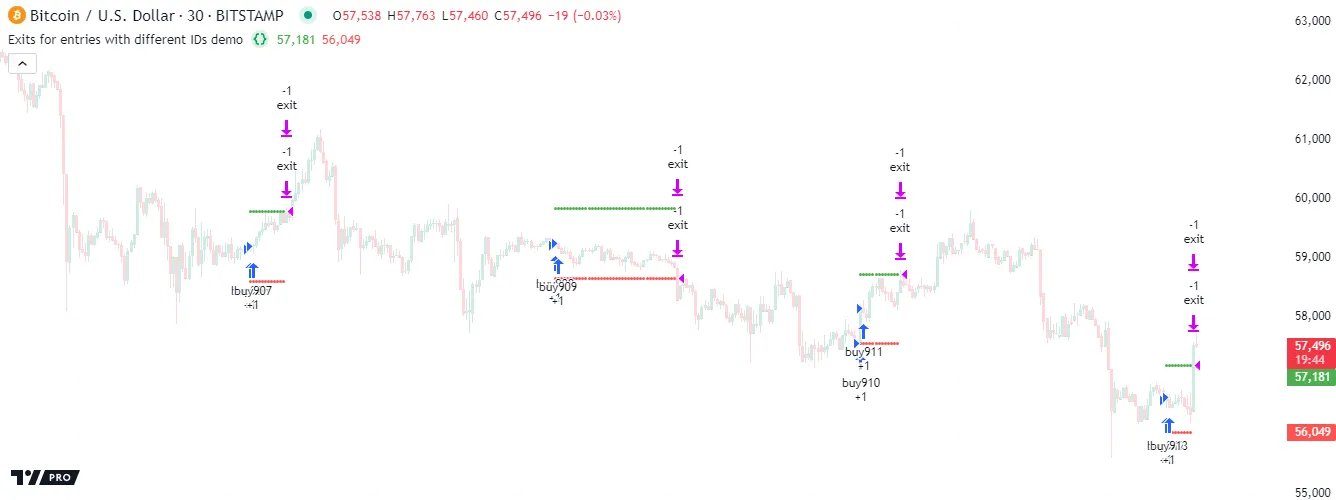 Bitcoin / U.S. Dollar · 30 · BITSTAMP O57,538 H57,763 L57,460 C57,496 −19 (−0.03%)
Exits for entries with different IDs demo {} 57,181 56,049
63,000
62,000
61,000
60,000
59,000
58,000
57,496
19:44
57,181
56,049
55,000
-1
exit
-1
exit
buy907
+1
-1
exit
-1
exit
buy909
+1
-1
exit
-1
exit
buy911
+1
buy910
+1
-1
exit
-1
exit
+1
TV PRO